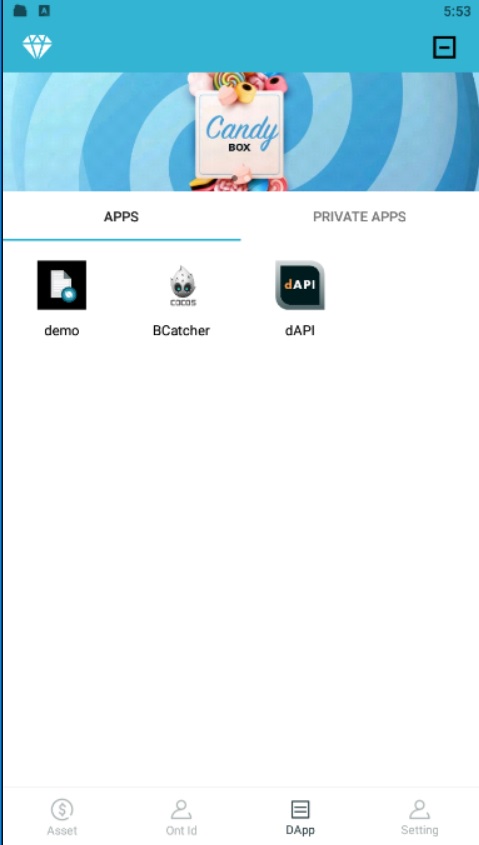 A
5:53
Candy
BOX
APPS
PRIVATE APPS
COCOS
dAPI
demo
BCatcher
dAPI
$
Asset
Ont Id
DApp
Setting